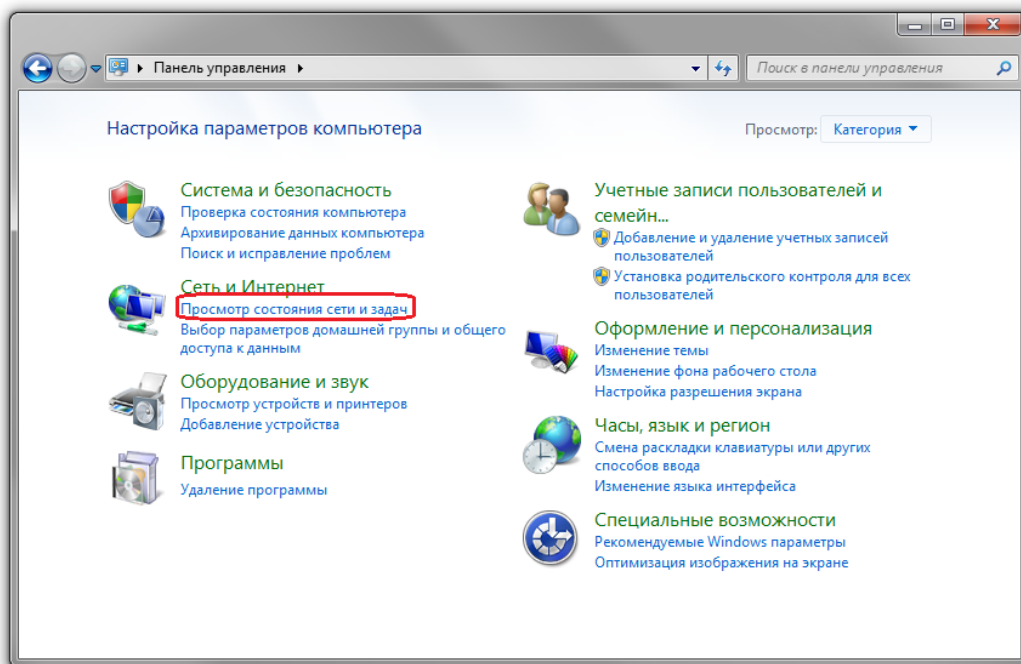 Панель управления
Поиск в панели управления
Настройка параметров компьютера
Просмотр: Категория
Система и безопасность
Проверка состояния компьютера
Архивирование данных компьютера
Поиск и исправление проблем
Сеть и Интернет
Просмотр состояния сети и задач
Выбор параметров домашней группы и общего
доступа к данным
Оборудование и звук
Просмотр устройств и принтеров
Добавление устройства
Программы
Удаление программы
Учетные записи пользователей и
семейн...
Добавление и удаление учетных записей
пользователей
Установка родительского контроля для всех
пользователей
Оформление и персонализация
Изменение темы
Изменение фона рабочего стола
Настройка разрешения экрана
Часы, язык и регион
Смена раскладки клавиатуры или других
способов ввода
Изменение языка интерфейса
Специальные возможности
Рекомендуемые Windows параметры
Оптимизация изображения на экране